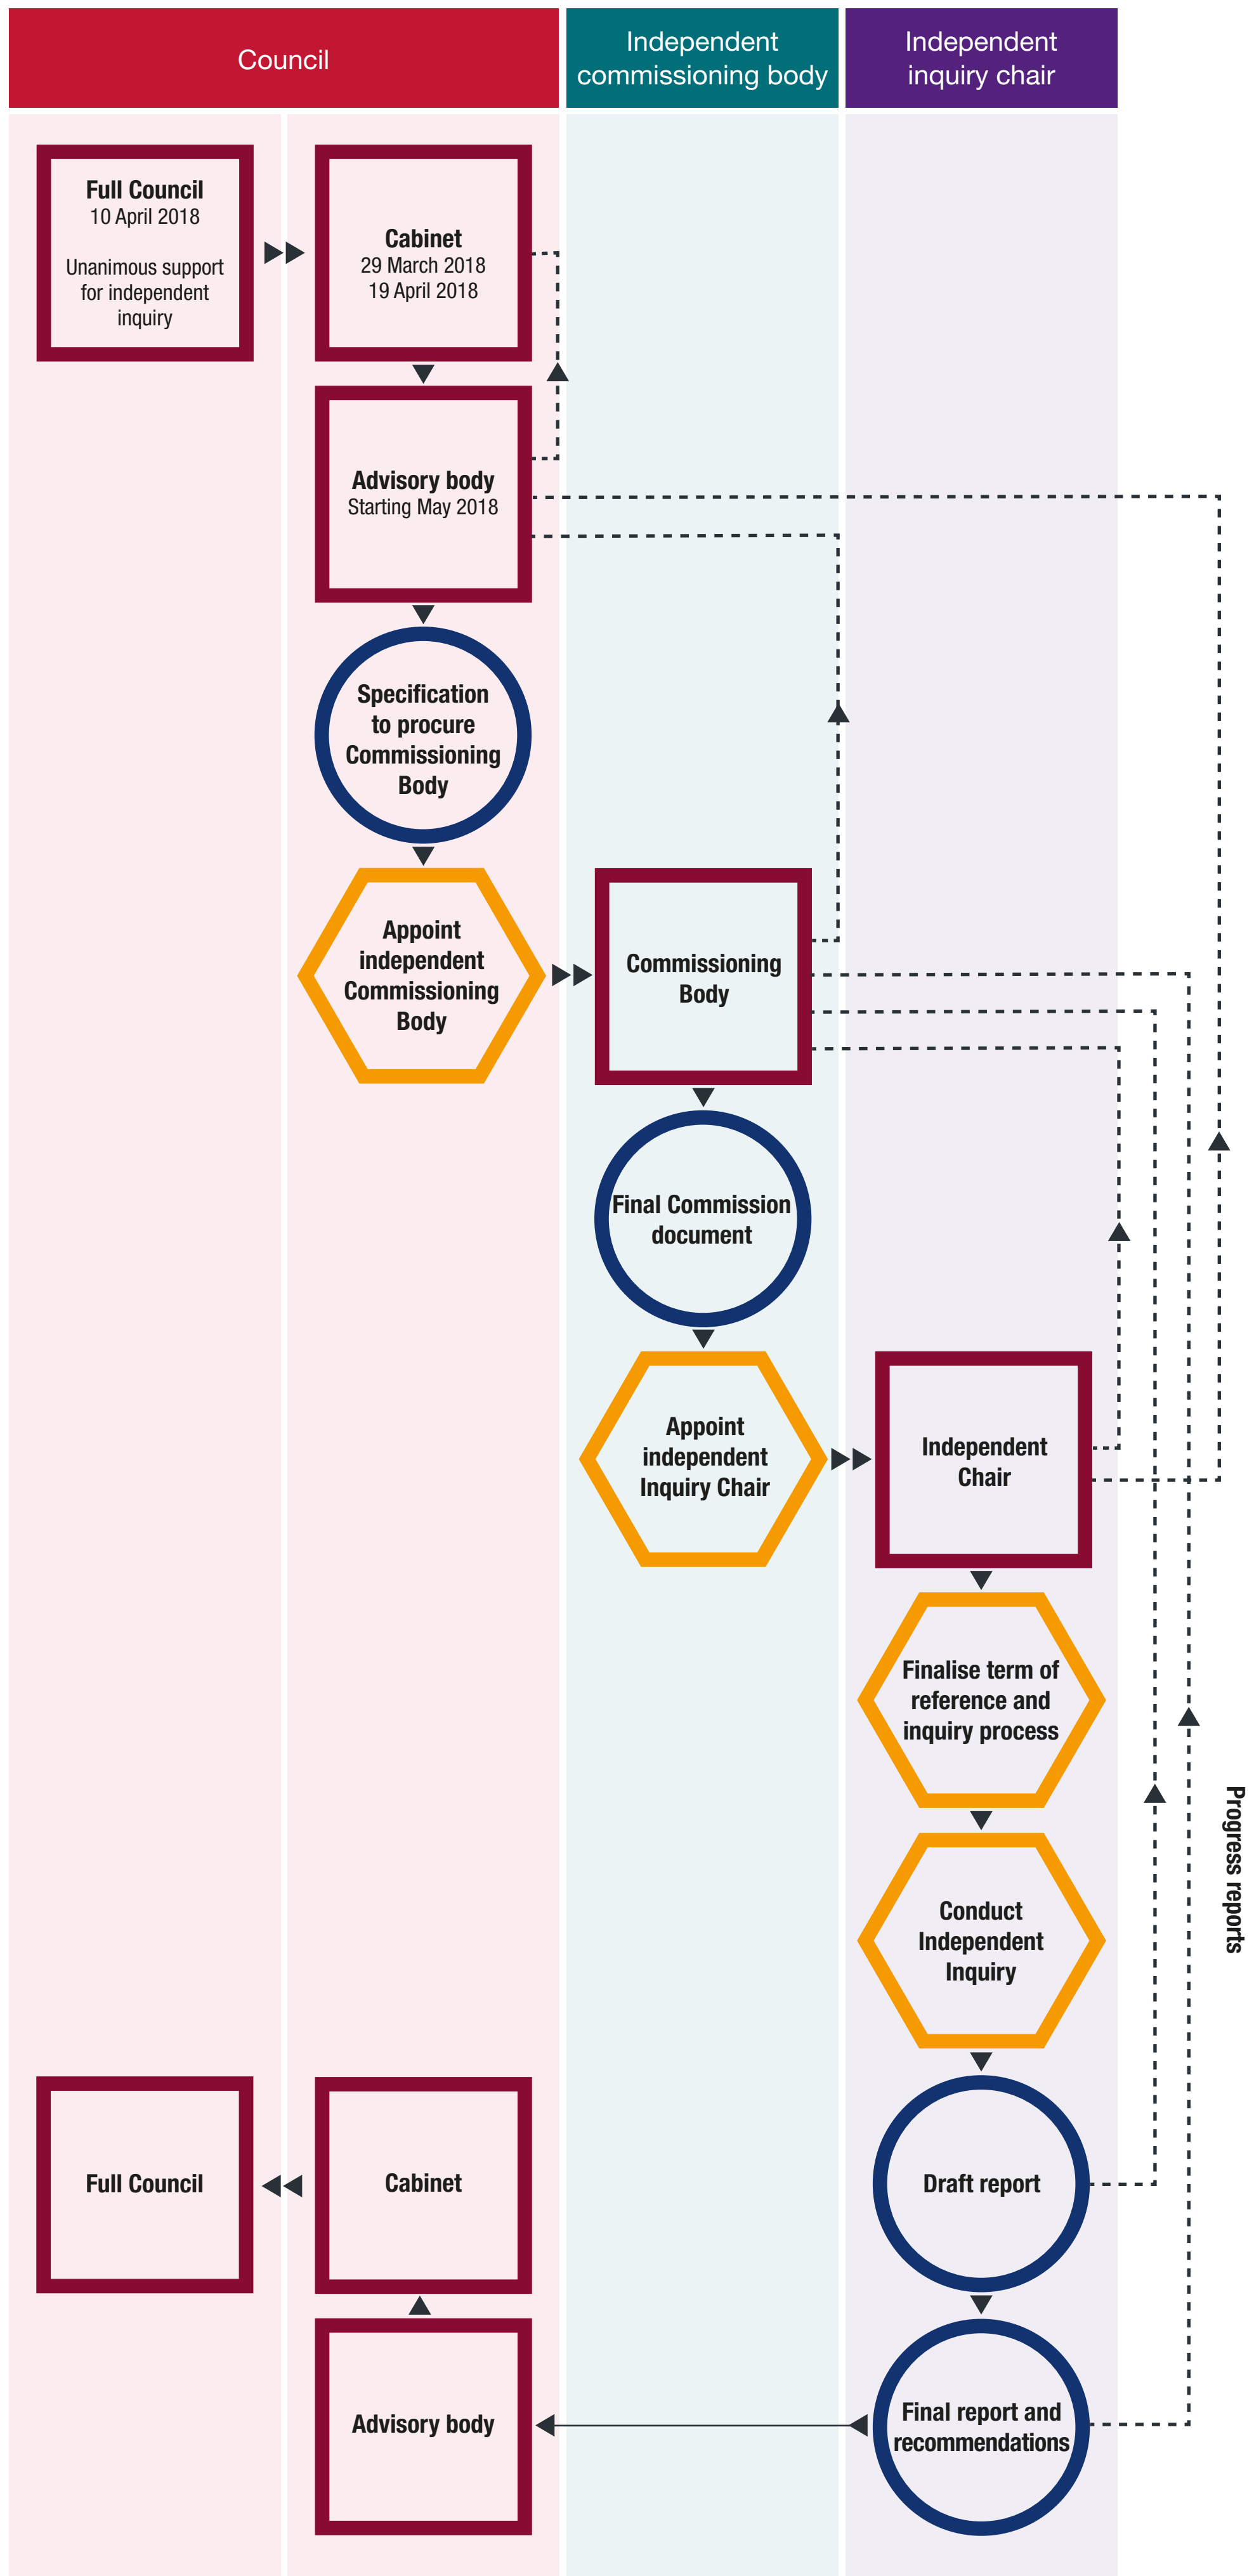 Council
Independent
commissioning body
Independent
inquiry chair
Full Council
10 April 2018
Unanimous support
for independent
inquiry
Cabinet
29 March 2018
19 April 2018
Advisory body
Starting May 2018
Specification
to procure
Commissioning
Body
Appoint
independent
Commissioning
Body
Commissioning
Body
Final Commission
document
Appoint
independent
Inquiry Chair
Independent
Chair
Finalise term of
reference and
inquiry process
Conduct
Independent
Inquiry
Progress reports
Full Council
Cabinet
Draft report
Advisory body
Final report and
recommendations